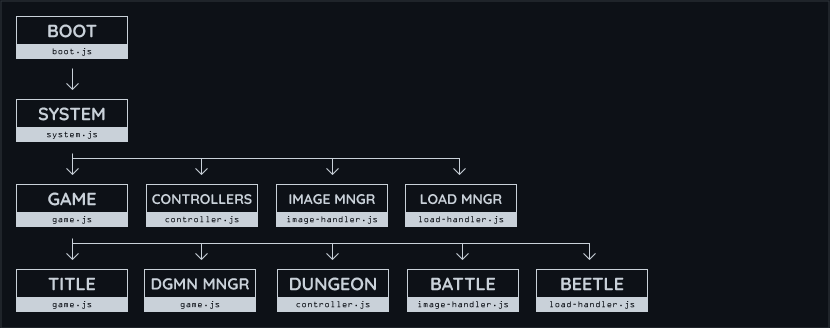 BOOT
boot.js
SYSTEM
system.js
GAME
game.js
CONTROLLERS
controller.js
IMAGE MNGR
image-handler.js
LOAD MNGR
load-handler.js
TITLE
game.js
DGMN MNGR
game.js
DUNGEON
controller.js
BATTLE
image-handler.js
BEETLE
load-handler.js